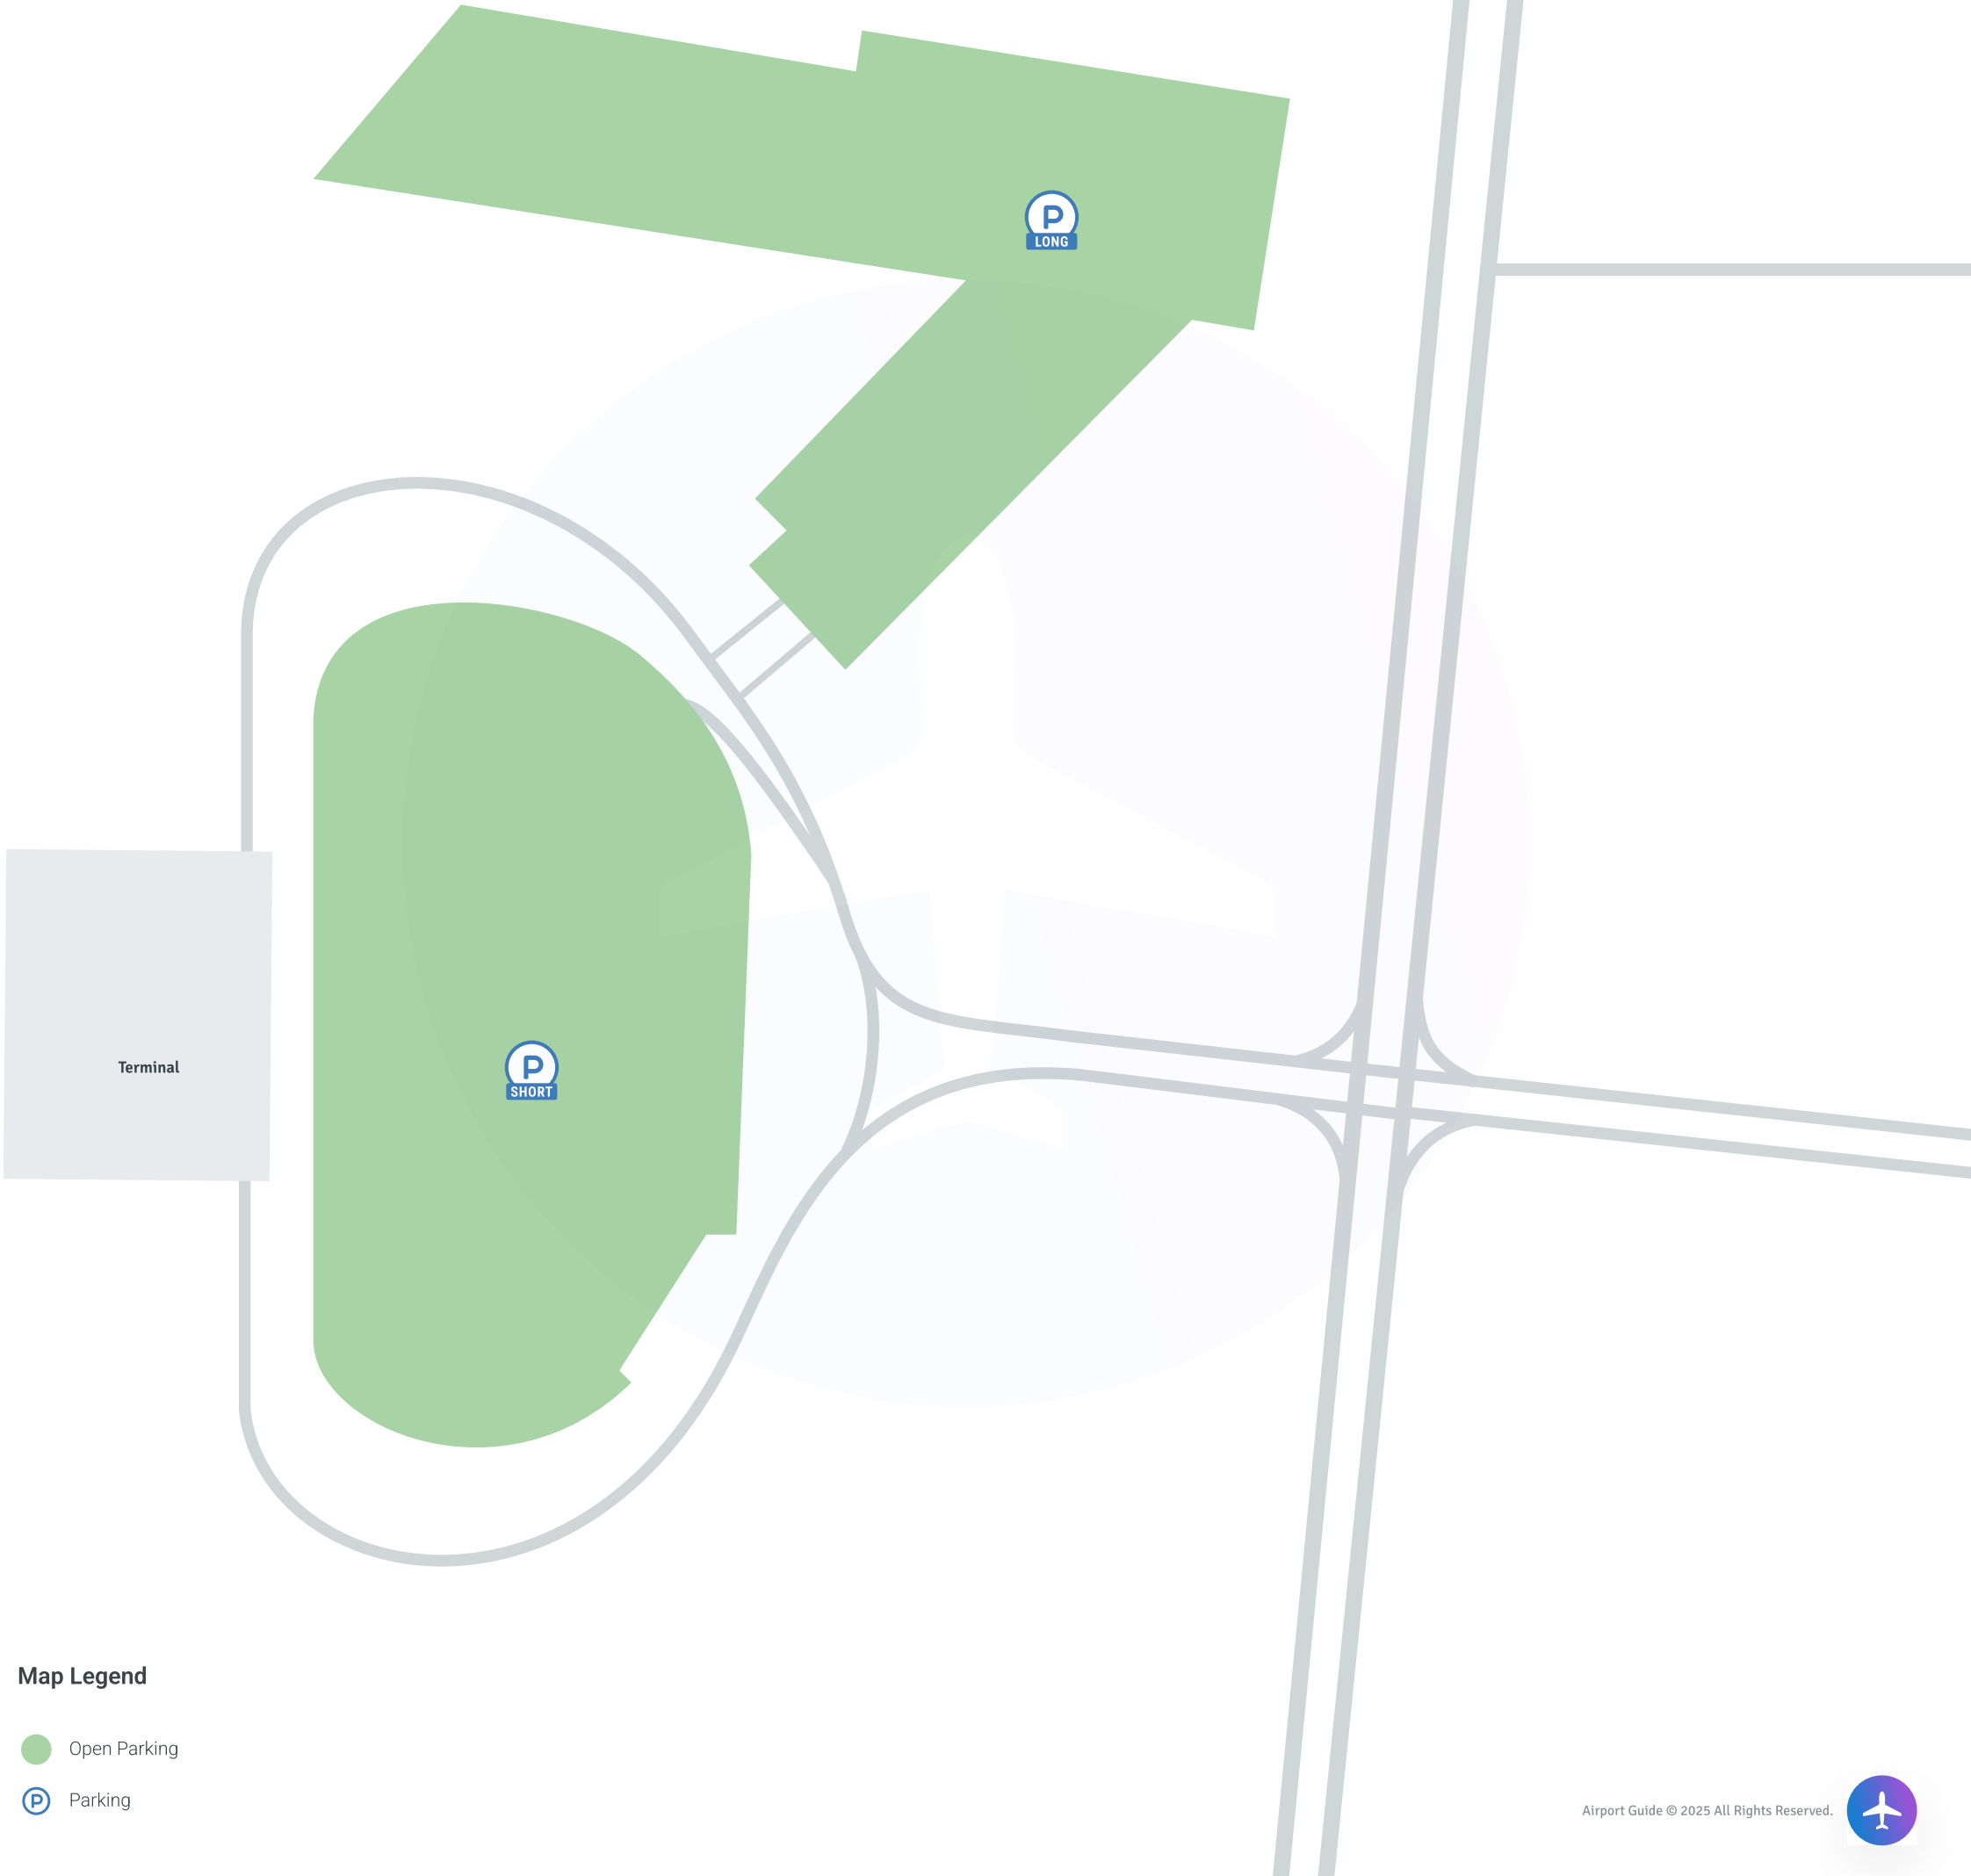 P
LONG
Terminal
P
SHORT
Map Legend
Open Parking
P
Parking
Airport Guide © 2025 All Rights Reserved.